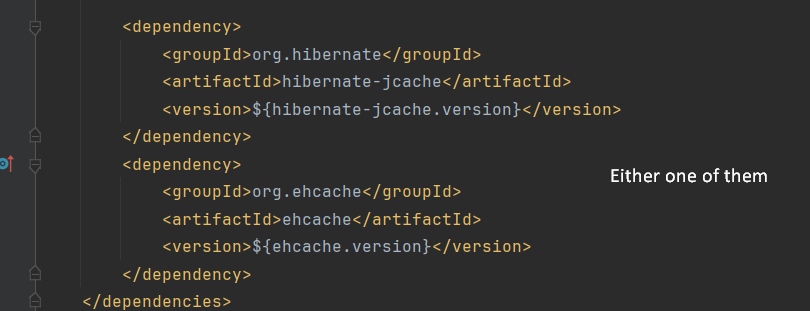 <dependency>
<groupId>org.hibernate</groupId>
<artifactId>hibernate-jcache</artifactId>
<version>${hibernate-jcache.version}</version>
</dependency>
<dependency>
<groupId>org.ehcache</groupId>
Either one of them
<artifactId>ehcache</artifactId>
<version>${ehcache.version}</version>
</dependency>
</dependencies>